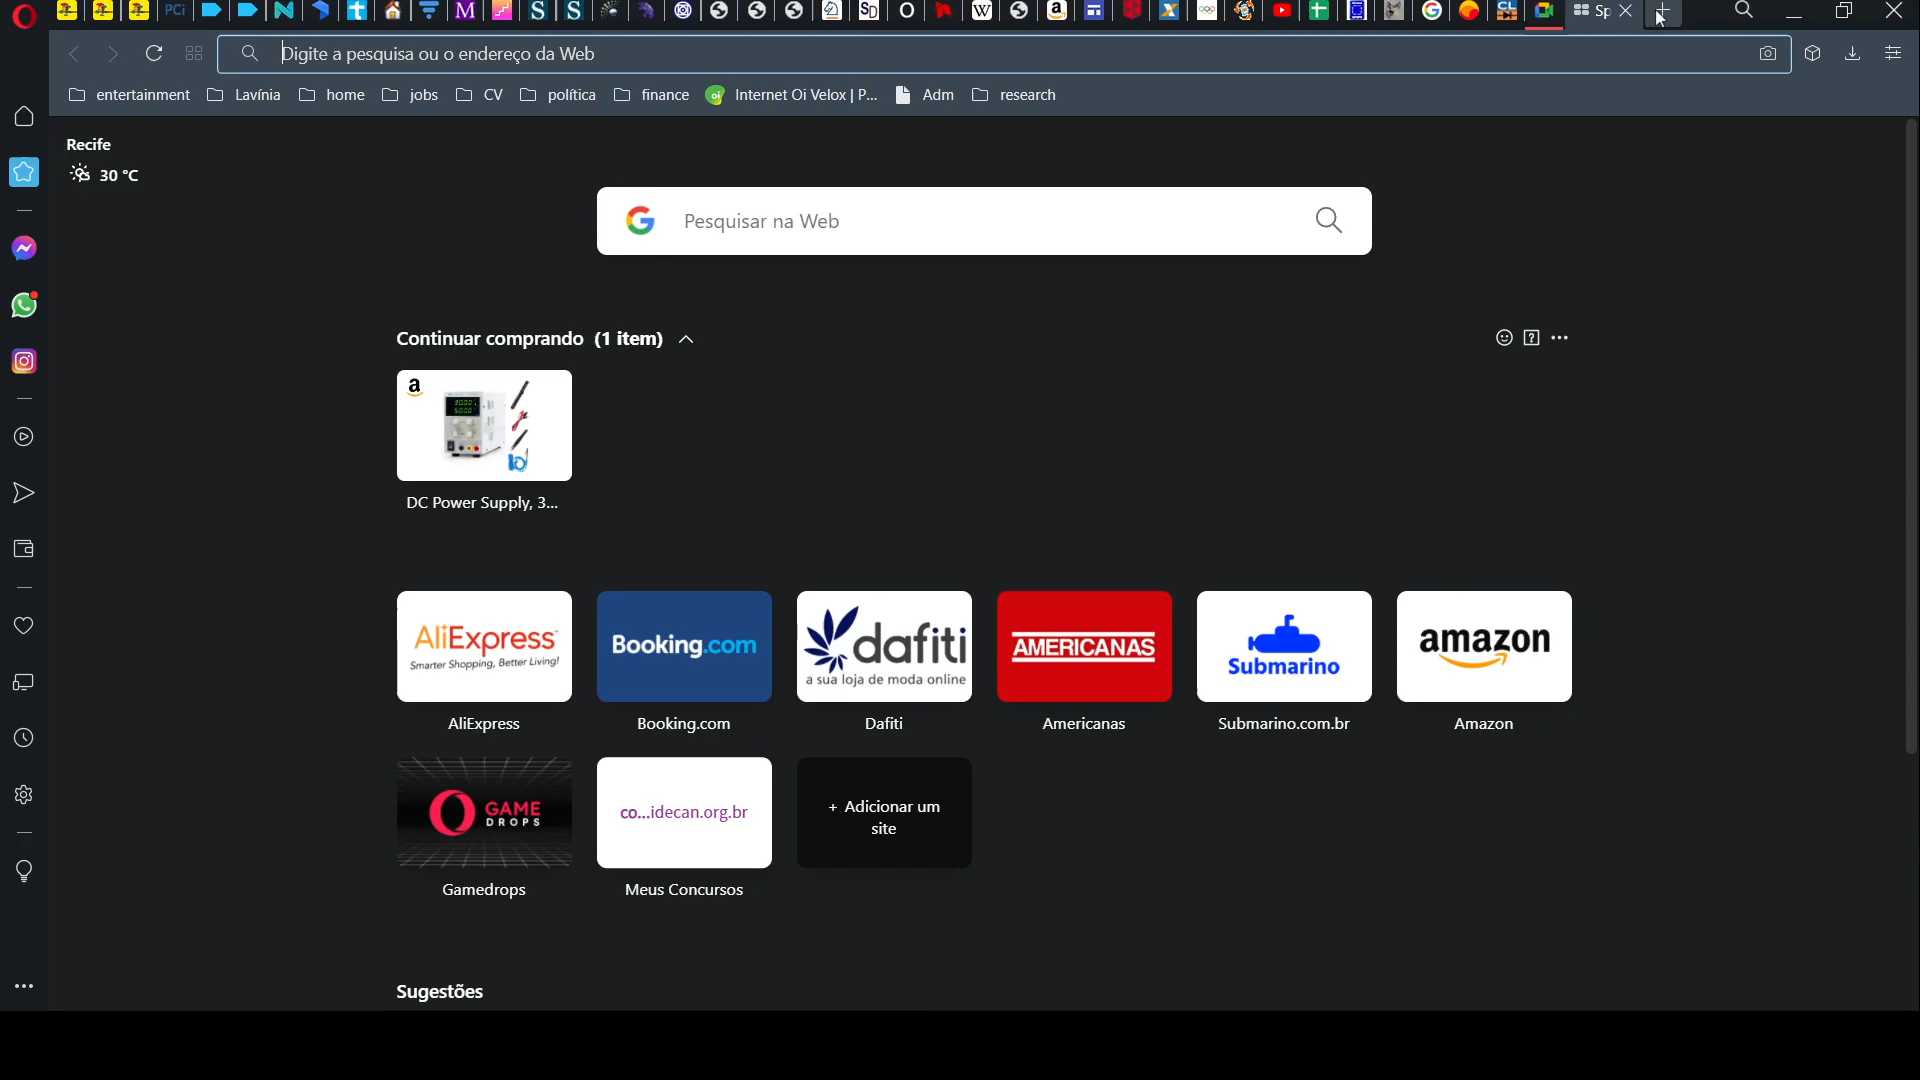 PCi
Sp
Digite a pesquisa ou o endereço da Web
entertainment
Lavínia
home
jobs
CV
política
finance
Internet Oi Velox | P...
Adm
research
Recife
30 °C
Pesquisar na Web
Continuar comprando (1 item)
DC Power Supply, 3...
AliExpress
Smarter Shopping, Better Living!
Booking.com
dafiti
a sua loja de moda online
AMERICANAS
Submarino
amazon
AliExpress
Booking.com
Dafiti
Americanas
Submarino.com.br
Amazon
GAME
DROPS
co...idecan.org.br
+ Adicionar um
site
Gamedrops
Meus Concursos
Sugestões